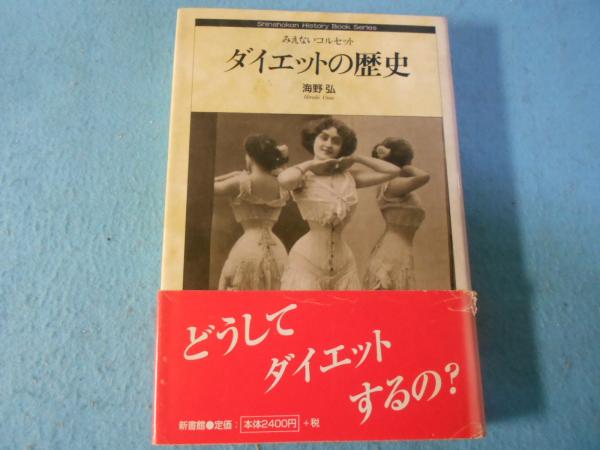 Shinshokan History Book Series
みえないコルセット
ダイエットの歴史
海野 弘
Hiroshi Unno
どうして
ダイエット
するの?
新書館●定価:本体2400円+税